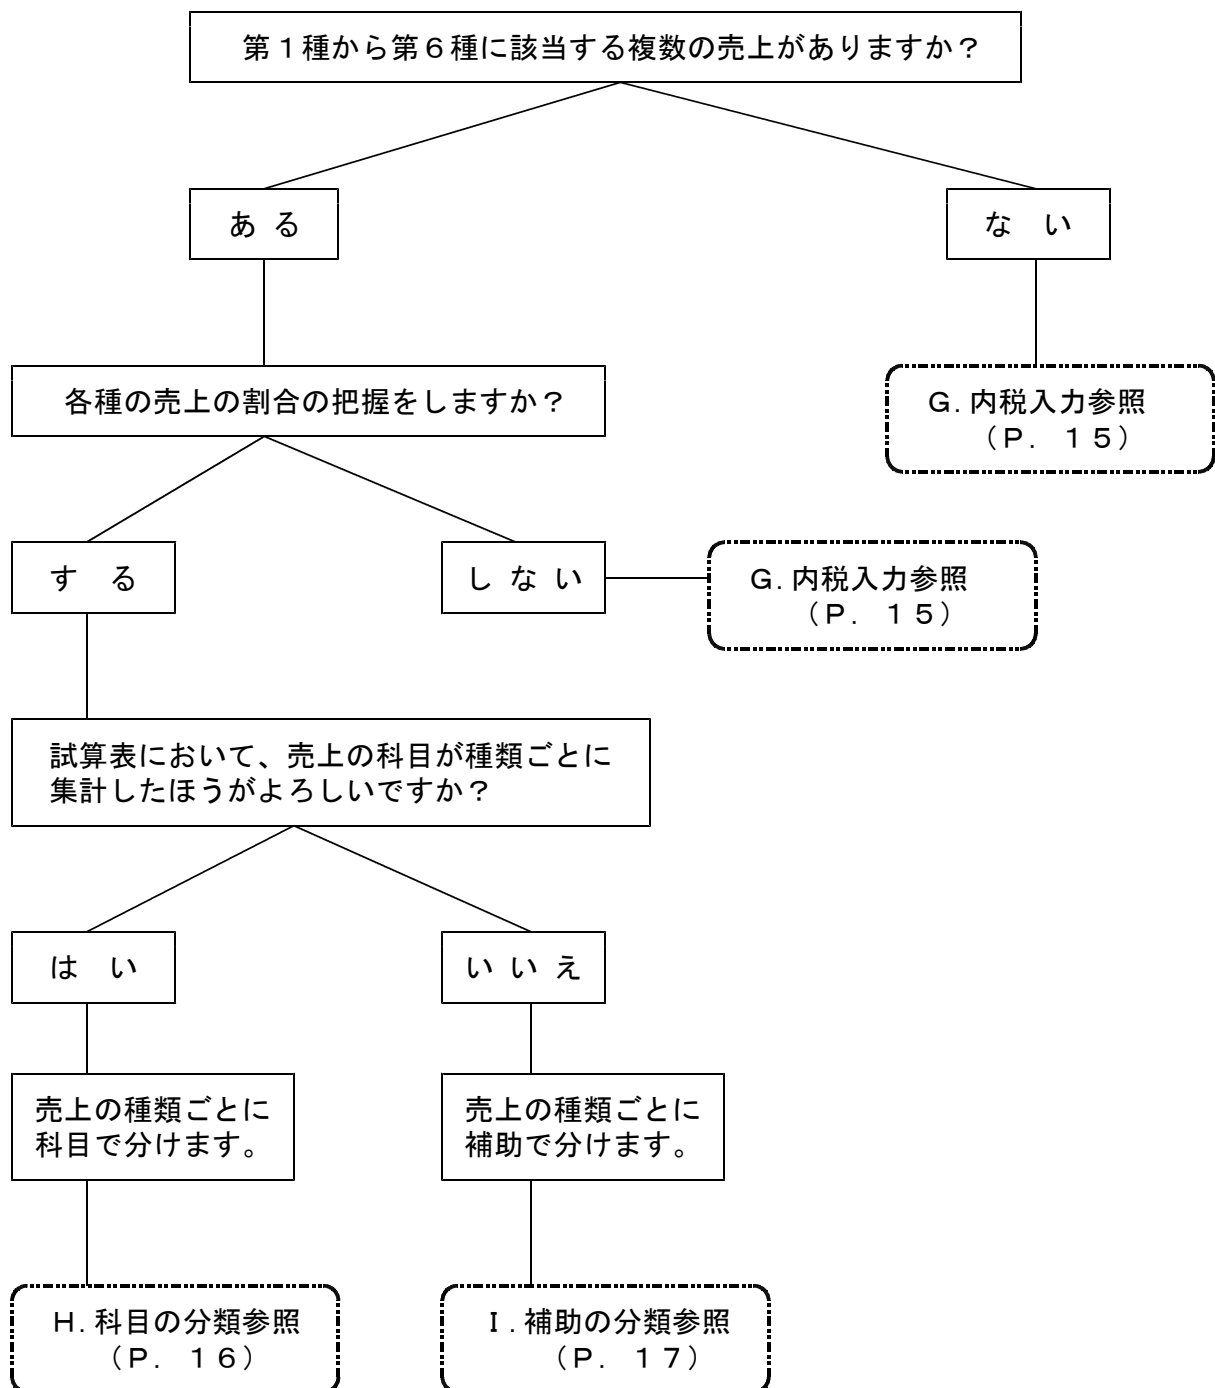 第１種から第６種に該当する複数の売上がありますか？
あ る
な　い
各種の売上の割合の把握をしますか？
Ｇ.内税入力参照
（Ｐ.　１５）
す　る
し な い
Ｇ.内税入力参照
（Ｐ.　１５）
試算表において、売上の科目が種類ごとに
集計したほうがよろしいですか？
は　い
い い え
売上の種類ごとに
科目で分けます。
売上の種類ごとに
補助で分けます。
Ｈ.科目の分類参照
（Ｐ.　１６）
Ｉ.補助の分類参照
（Ｐ.　１７）